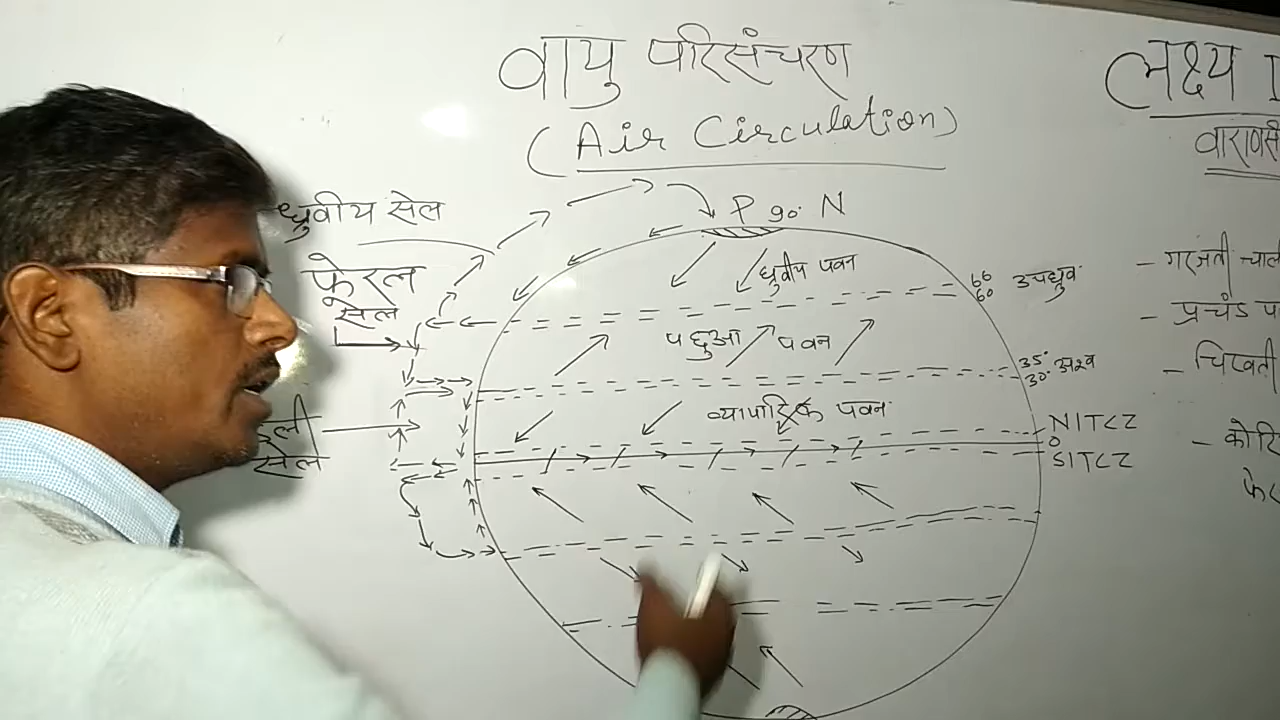 वायु परिसंचरण
(Air Circulation)
लक्ष्य I
वाराणसी
ध्रुवीय सेल
फेरल
सेल
P 90° N
ध्रुवीय पवन
पछुआ पवन
व्यापारिक पवन
उपध्रुव
60
35°
30° अश्व
NITCZ
0
SITCZ
सेल
- गरजती चाली
- प्रचंड
-
-